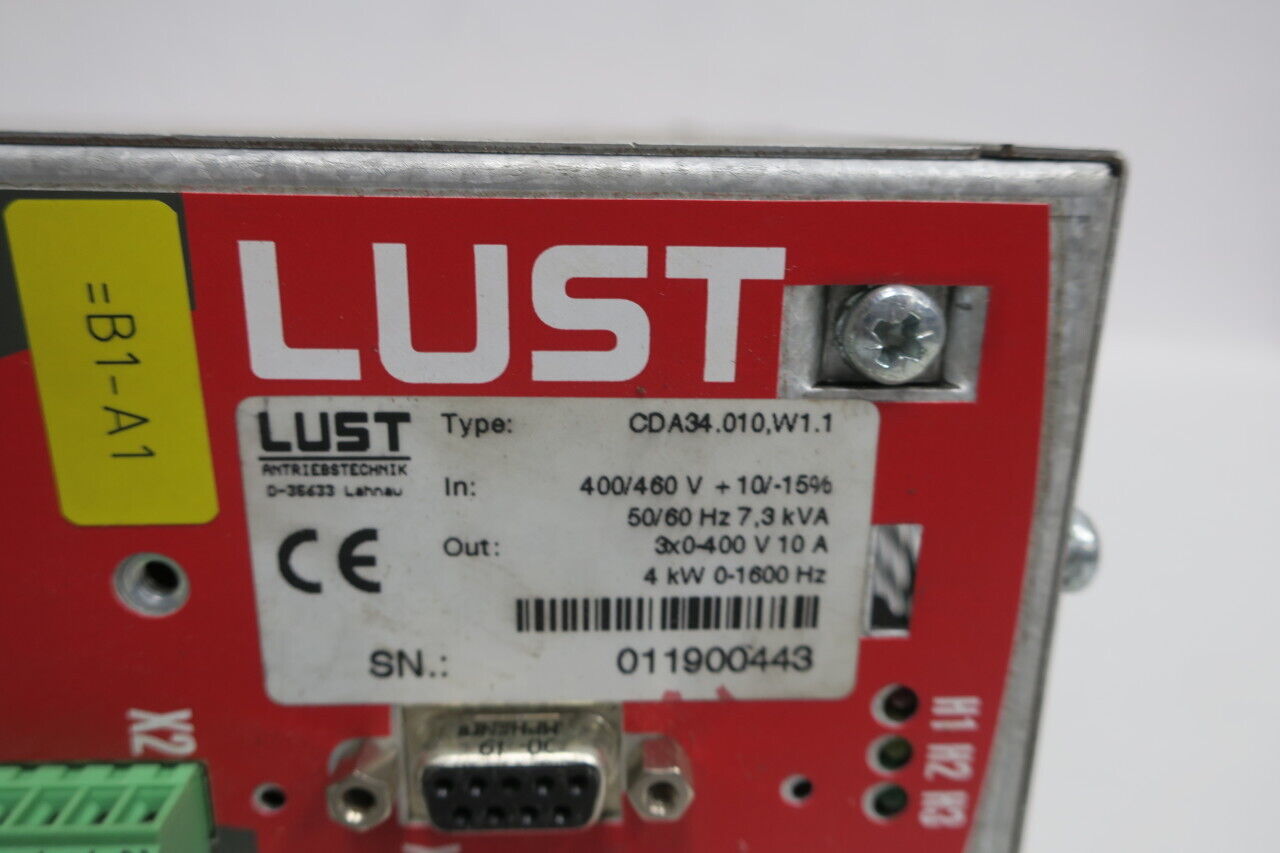 LUST
=B1-A1
LUST
ANTRIEBSTECHNIK
D-35633 Lahnau
Type: CDA34.010,W1.1
In: 400/460 V +10/-15%
50/60 Hz 7,3 kVA
Out: 3x0-400 V 10 A
4 kW 0-1600 Hz
CE
SN.: 011900443
X2
H1 H2 H3